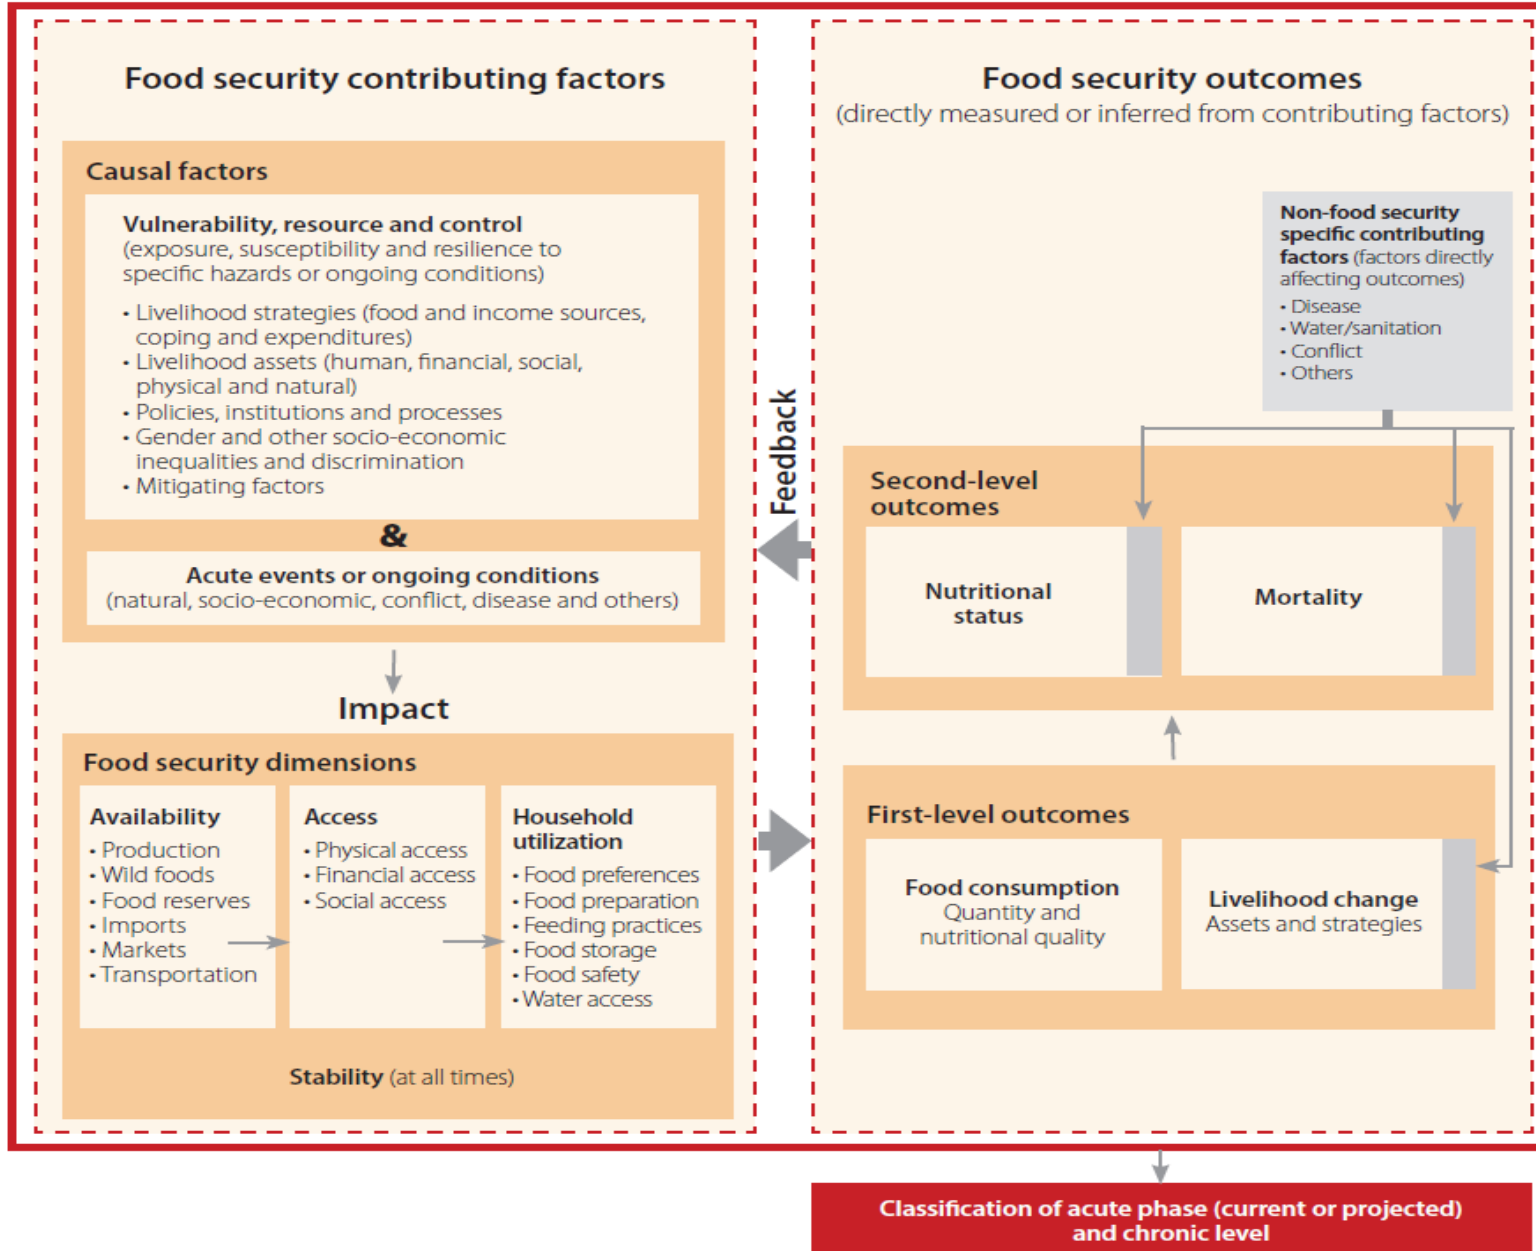 Food security contributing factors
Causal factors
Vulnerability, resource and control
(exposure, susceptibility and resilience to
specific hazards or ongoing conditions)
• Livelihood strategies (food and income sources,
coping and expenditures)
• Livelihood assets (human, financial, social,
physical and natural)
• Policies, institutions and processes
• Gender and other socio-economic
inequalities and discrimination
• Mitigating factors
&
Acute events or ongoing conditions
(natural, socio-economic, conflict, disease and others)
Impact
Food security dimensions
Availability
• Production
• Wild foods
• Food reserves
• Imports
• Markets
• Transportation
Access
• Physical access
• Financial access
• Social access
Household
utilization
• Food preferences
• Food preparation
• Feeding practices
• Food storage
• Food safety
• Water access
Stability (at all times)
Feedback
Food security outcomes
(directly measured or inferred from contributing factors)
Non-food security
specific contributing
factors (factors directly
affecting outcomes)
• Disease
• Water/sanitation
• Conflict
• Others
Second-level
outcomes
Nutritional
status
Mortality
First-level outcomes
Food consumption
Quantity and
nutritional quality
Livelihood change
Assets and strategies
Classification of acute phase (current or projected)
and chronic level